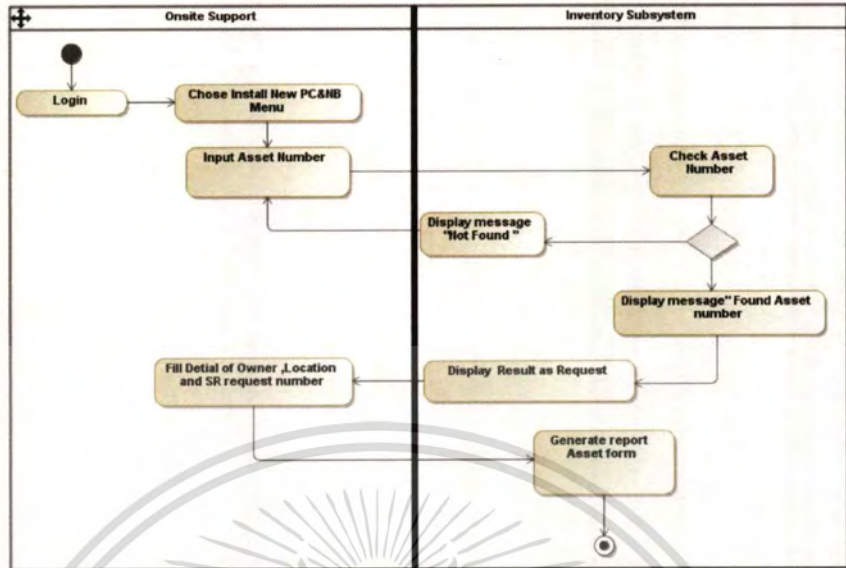 Onsite Support
Inventory Subsystem
Login
Chose Install New PC&NB
Menu
Input Asset Number
Check Asset
Number
Display message
"Not Found "
Display message" Found Asset
number
Fill Detial of Owner ,Location
and SR request number
Display Result as Request
Generate report
Asset form